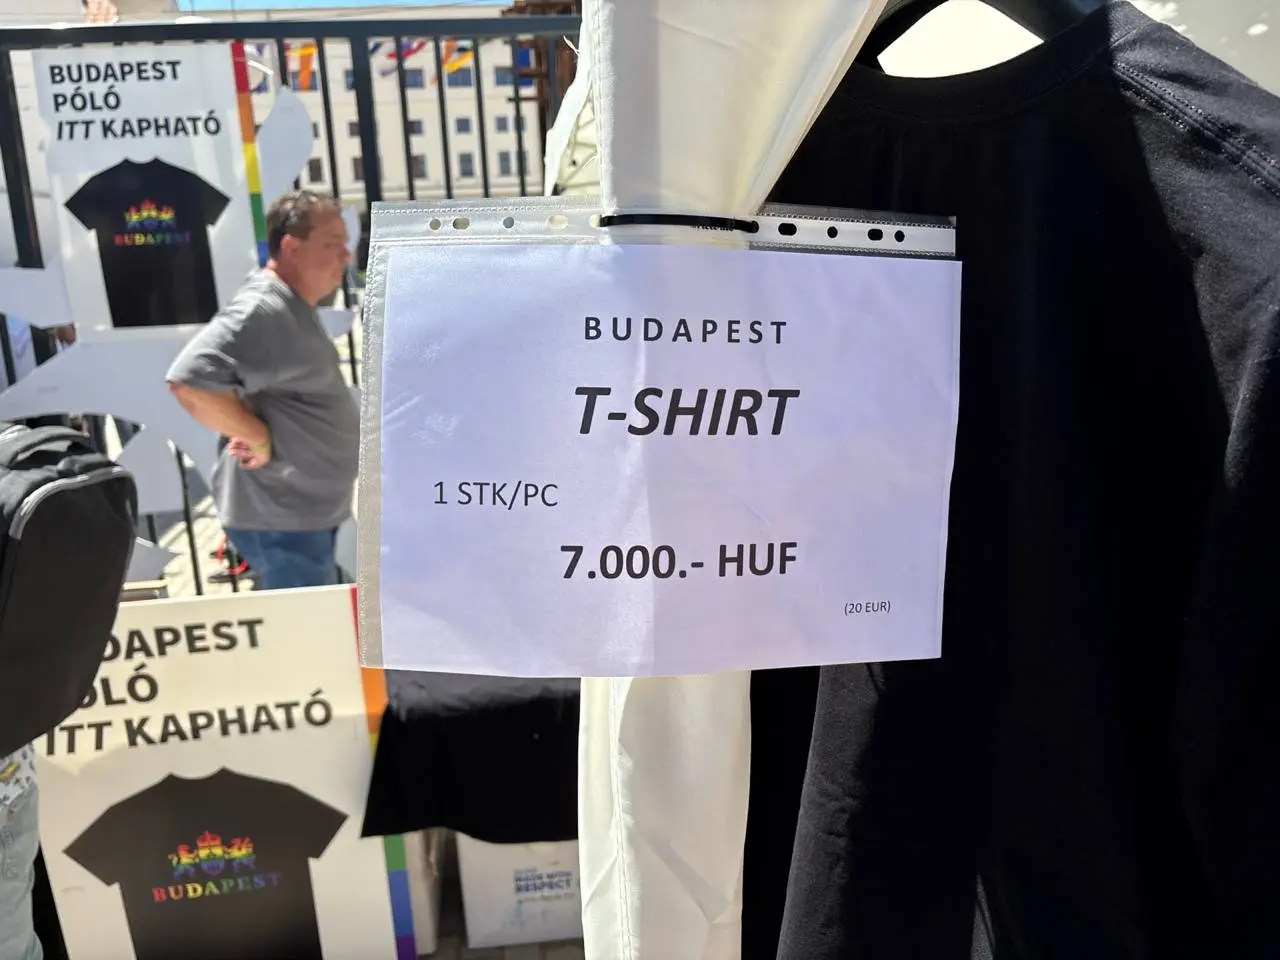 BUDAPEST
PÓLÓ
ITT KAPHATÓ
BUDAPEST
BUDAPEST
T-SHIRT
1 STK/PC
7.000.- HUF
(20 EUR)
DAPEST
ÓLÓ
ITT KAPHATÓ
BUDAPEST
MADE WITH
RESPECT